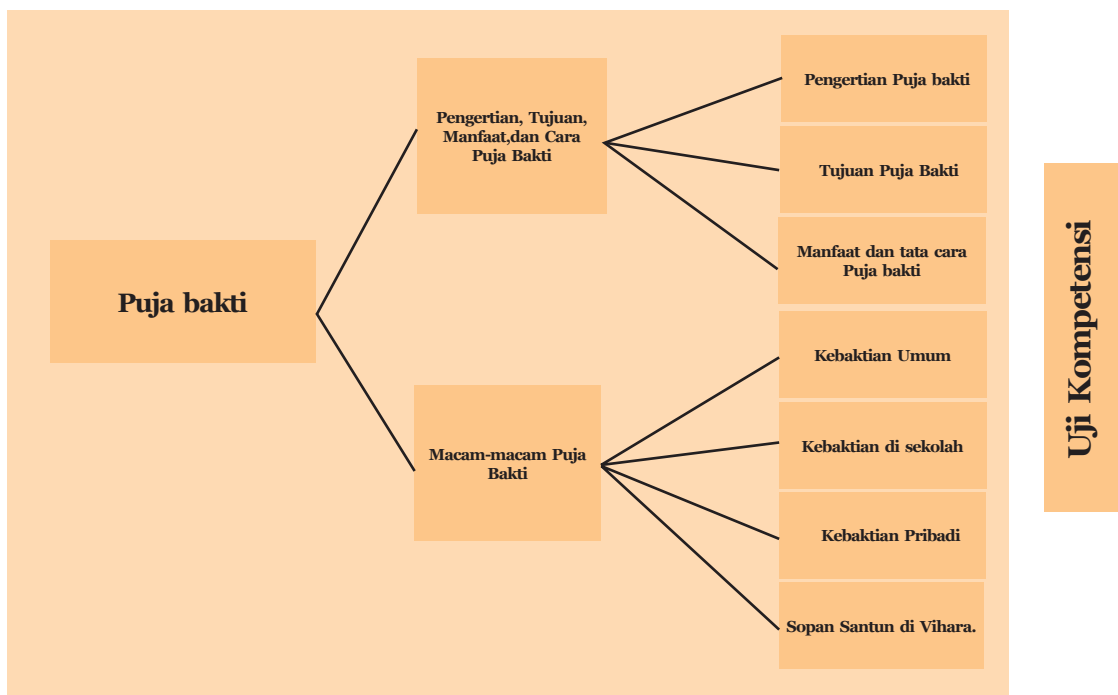 Puja bakti
Pengertian, Tujuan,
Manfaat,dan Cara
Puja Bakti
Macam-macam Puja
Bakti
Pengertian Puja bakti
Tujuan Puja Bakti
Manfaat dan tata cara
Puja bakti
Kebaktian Umum
Kebaktian di sekolah
Kebaktian Pribadi
Sopan Santun di Vihara.
Uji Kompetensi